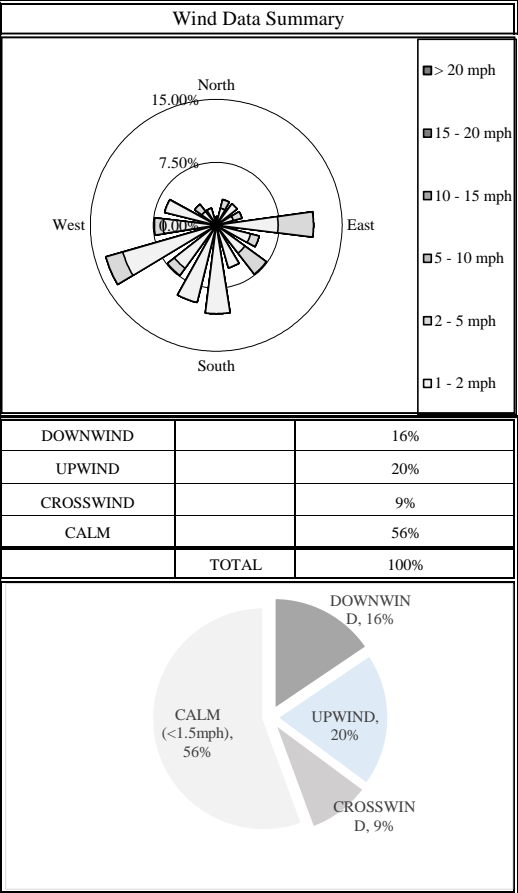 Wind Data Summary
North
15.00%
7.50%
West
0.00%
East
South
> 20 mph
15 - 20 mph
10 - 15 mph
5 - 10 mph
2 - 5 mph
1 - 2 mph
DOWNWIND 16%
UPWIND 20%
CROSSWIND 9%
CALM 56%
TOTAL 100%
DOWNWIN
D, 16%
UPWIND,
20%
CROSSWIN
D, 9%
CALM
(<1.5mph),
56%